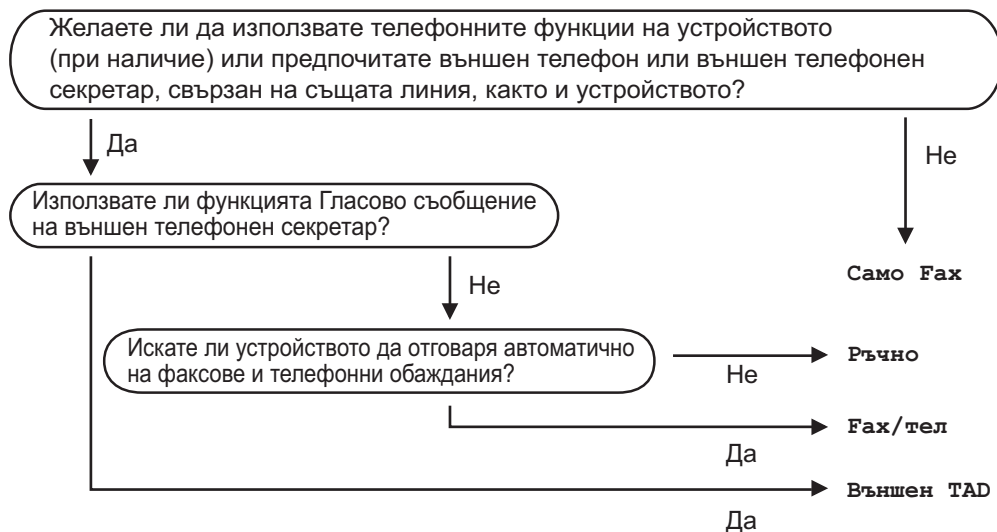 Желаете ли да използвате телефонните функции на устройството
(при наличие) или предпочитате външен телефон или външен телефонен
секретар, свързан на същата линия, както и устройството?
Да
Не
Използвате ли функцията Гласово съобщение
на външен телефонен секретар?
Не
Само Fax
Искате ли устройството да отговаря автоматично
на факсове и телефонни обаждания?
Не
Ръчно
Да
Fax/тел
Да
Външен TAD